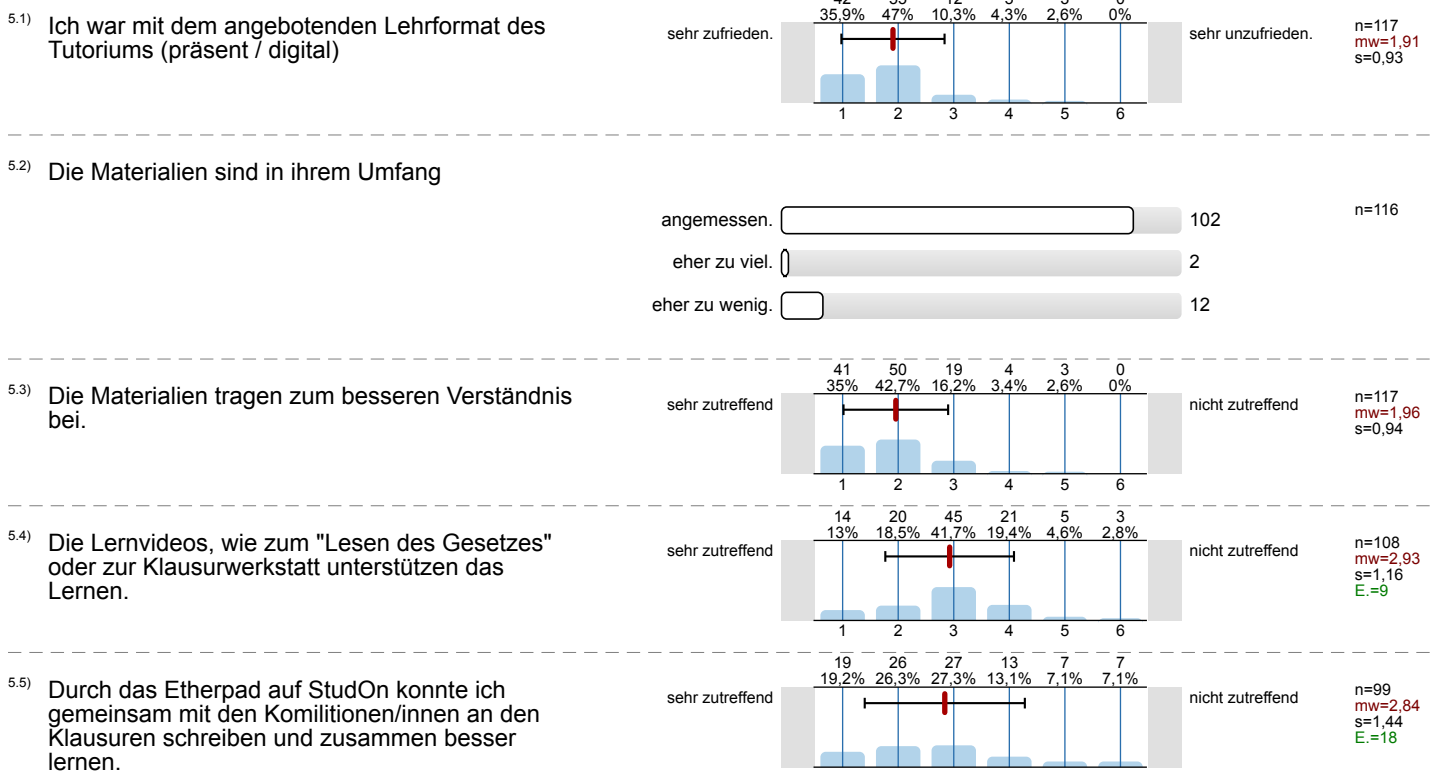 42 55 12 5 3 0
5.1) Ich war mit dem angebotenden Lehrformat des
Tutoriums (präsent / digital)
sehr zufrieden.
35,9% 47% 10,3% 4,3% 2,6% 0%
sehr unzufrieden.
n=117
mw=1,91
s=0,93
1 2 3 4 5 6
5.2) Die Materialien sind in ihrem Umfang
angemessen. 102
n=116
eher zu viel. 2
eher zu wenig. 12
5.3) Die Materialien tragen zum besseren Verständnis
bei.
sehr zutreffend
41 50 19 4 3 0
35% 42,7% 16,2% 3,4% 2,6% 0%
nicht zutreffend
n=117
mw=1,96
s=0,94
1 2 3 4 5 6
5.4) Die Lernvideos, wie zum "Lesen des Gesetzes"
oder zur Klausurwerkstatt unterstützen das
Lernen.
sehr zutreffend
14 20 45 21 5 3
13% 18,5% 41,7% 19,4% 4,6% 2,8%
nicht zutreffend
n=108
mw=2,93
s=1,16
E.=9
1 2 3 4 5 6
5.5) Durch das Etherpad auf StudOn konnte ich
gemeinsam mit den Komilitionen/innen an den
Klausuren schreiben und zusammen besser
lernen.
sehr zutreffend
19 26 27 13 7 7
19,2% 26,3% 27,3% 13,1% 7,1% 7,1%
nicht zutreffend
n=99
mw=2,84
s=1,44
E.=18